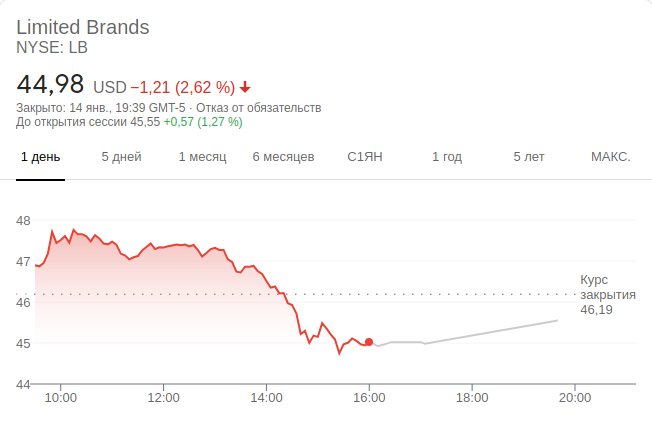 Limited Brands
NYSE: LB
44,98 USD −1,21 (2,62 %)
Закрыто: 14 янв., 19:39 GMT-5 · Отказ от обязательств
До открытия сессии 45,55 +0,57 (1,27 %)
1 день 5 дней 1 месяц 6 месяцев С1ЯН 1 год 5 лет МАКС.
48
47
46
45
44
Курс
закрытия
46,19
10:00 12:00 14:00 16:00 18:00 20:00